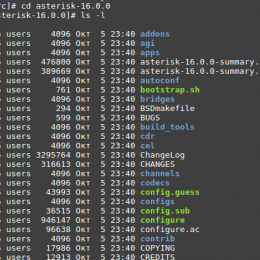 rc]# cd asterisk-16.0.0
asterisk-16.0.0]# ls -l
users 4096 Окт 5 23:40 addons
users 4096 Окт 5 23:40 agi
users 4096 Окт 5 23:40 apps
users 476800 Окт 5 23:40 asterisk-16.0.0-summary.
users 389669 Окт 5 23:40 asterisk-16.0.0-summary.
users 4096 Окт 5 23:40 autoconf
users 761 Окт 5 23:40 bootstrap.sh
users 4096 Окт 5 23:40 bridges
users 294 Окт 5 23:40 BSDmakefile
users 599 Окт 5 23:40 BUGS
users 4096 Окт 5 23:40 build_tools
users 4096 Окт 5 23:40 cdr
users 4096 Окт 5 23:40 cel
users 3295764 Окт 5 23:40 ChangeLog
users 316613 Окт 5 23:40 CHANGES
users 4096 Окт 5 23:40 channels
users 4096 Окт 5 23:40 codecs
users 43993 Окт 5 23:40 config.guess
users 4096 Окт 5 23:40 configs
users 36515 Окт 5 23:40 config.sub
users 946147 Окт 5 23:40 configure
users 96638 Окт 5 23:40 configure.ac
users 4096 Окт 5 23:40 contrib
users 17986 Окт 5 23:40 COPYING
users 12913 Окт 5 23:40 CREDITS